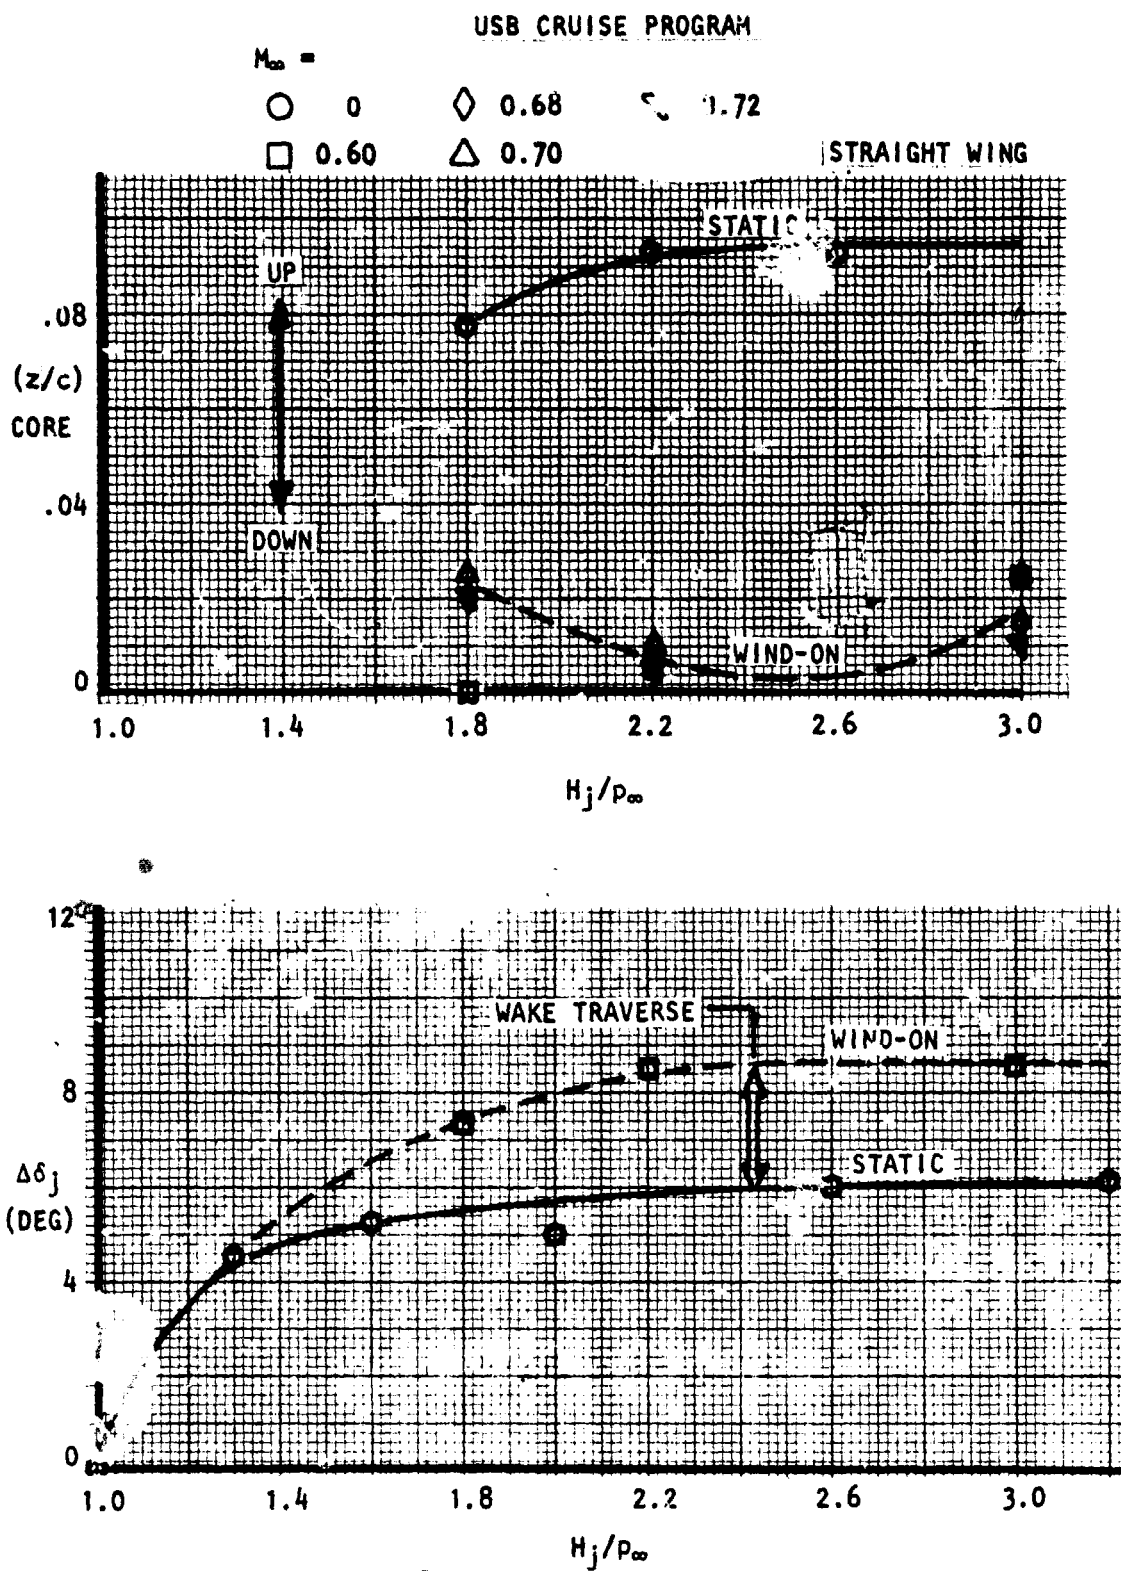 USB CRUISE PROGRAM
M∞ =
○ 0 ◇ 0.68 .72
□ 0.60 △ 0.70
STRAIGHT WING
STATIC
UP
.08
(z/c)
CORE
.04
DOWN
WIND-ON
0
1.0 1.4 1.8 2.2 2.6 3.0
Hj/p∞
12
WAKE TRAVERSE
WIND-ON
8
Δδj
STATIC
(DEG)
4
0
1.0 1.4 1.8 2.2 2.6 3.0
Hj/p∞